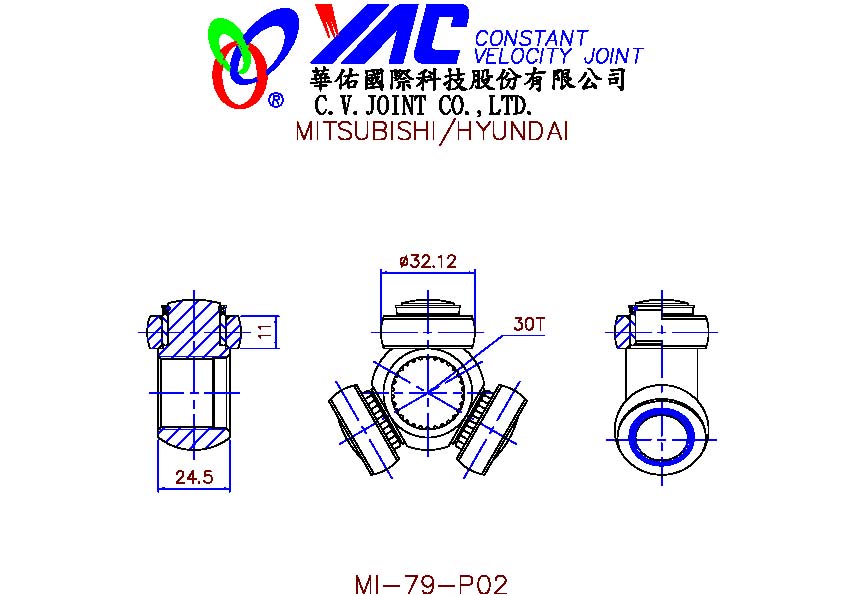 YAC CONSTANT
VELOCITY JOINT
®
華佑國際科技股份有限公司
C.V.JOINT CO.,LTD.
MITSUBISHI/HYUNDAI
ø32.12
30T
11
24.5
MI-79-P02